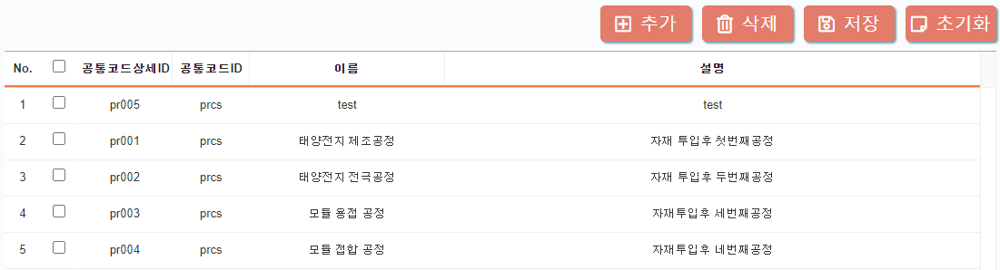 추가 삭제 저장 초기화
No. 공통코드상세ID 공통코드ID 이름 설명
1 pr005 prcs test test
2 pr001 prcs 태양전지 제조공정 자재 투입후 첫번째공정
3 pr002 prcs 태양전지 전극공정 자재 투입후 두번째공정
4 pr003 prcs 모듈 용접 공정 자재투입후 세번째공정
5 pr004 prcs 모듈 접합 공정 자재투입후 네번째공정